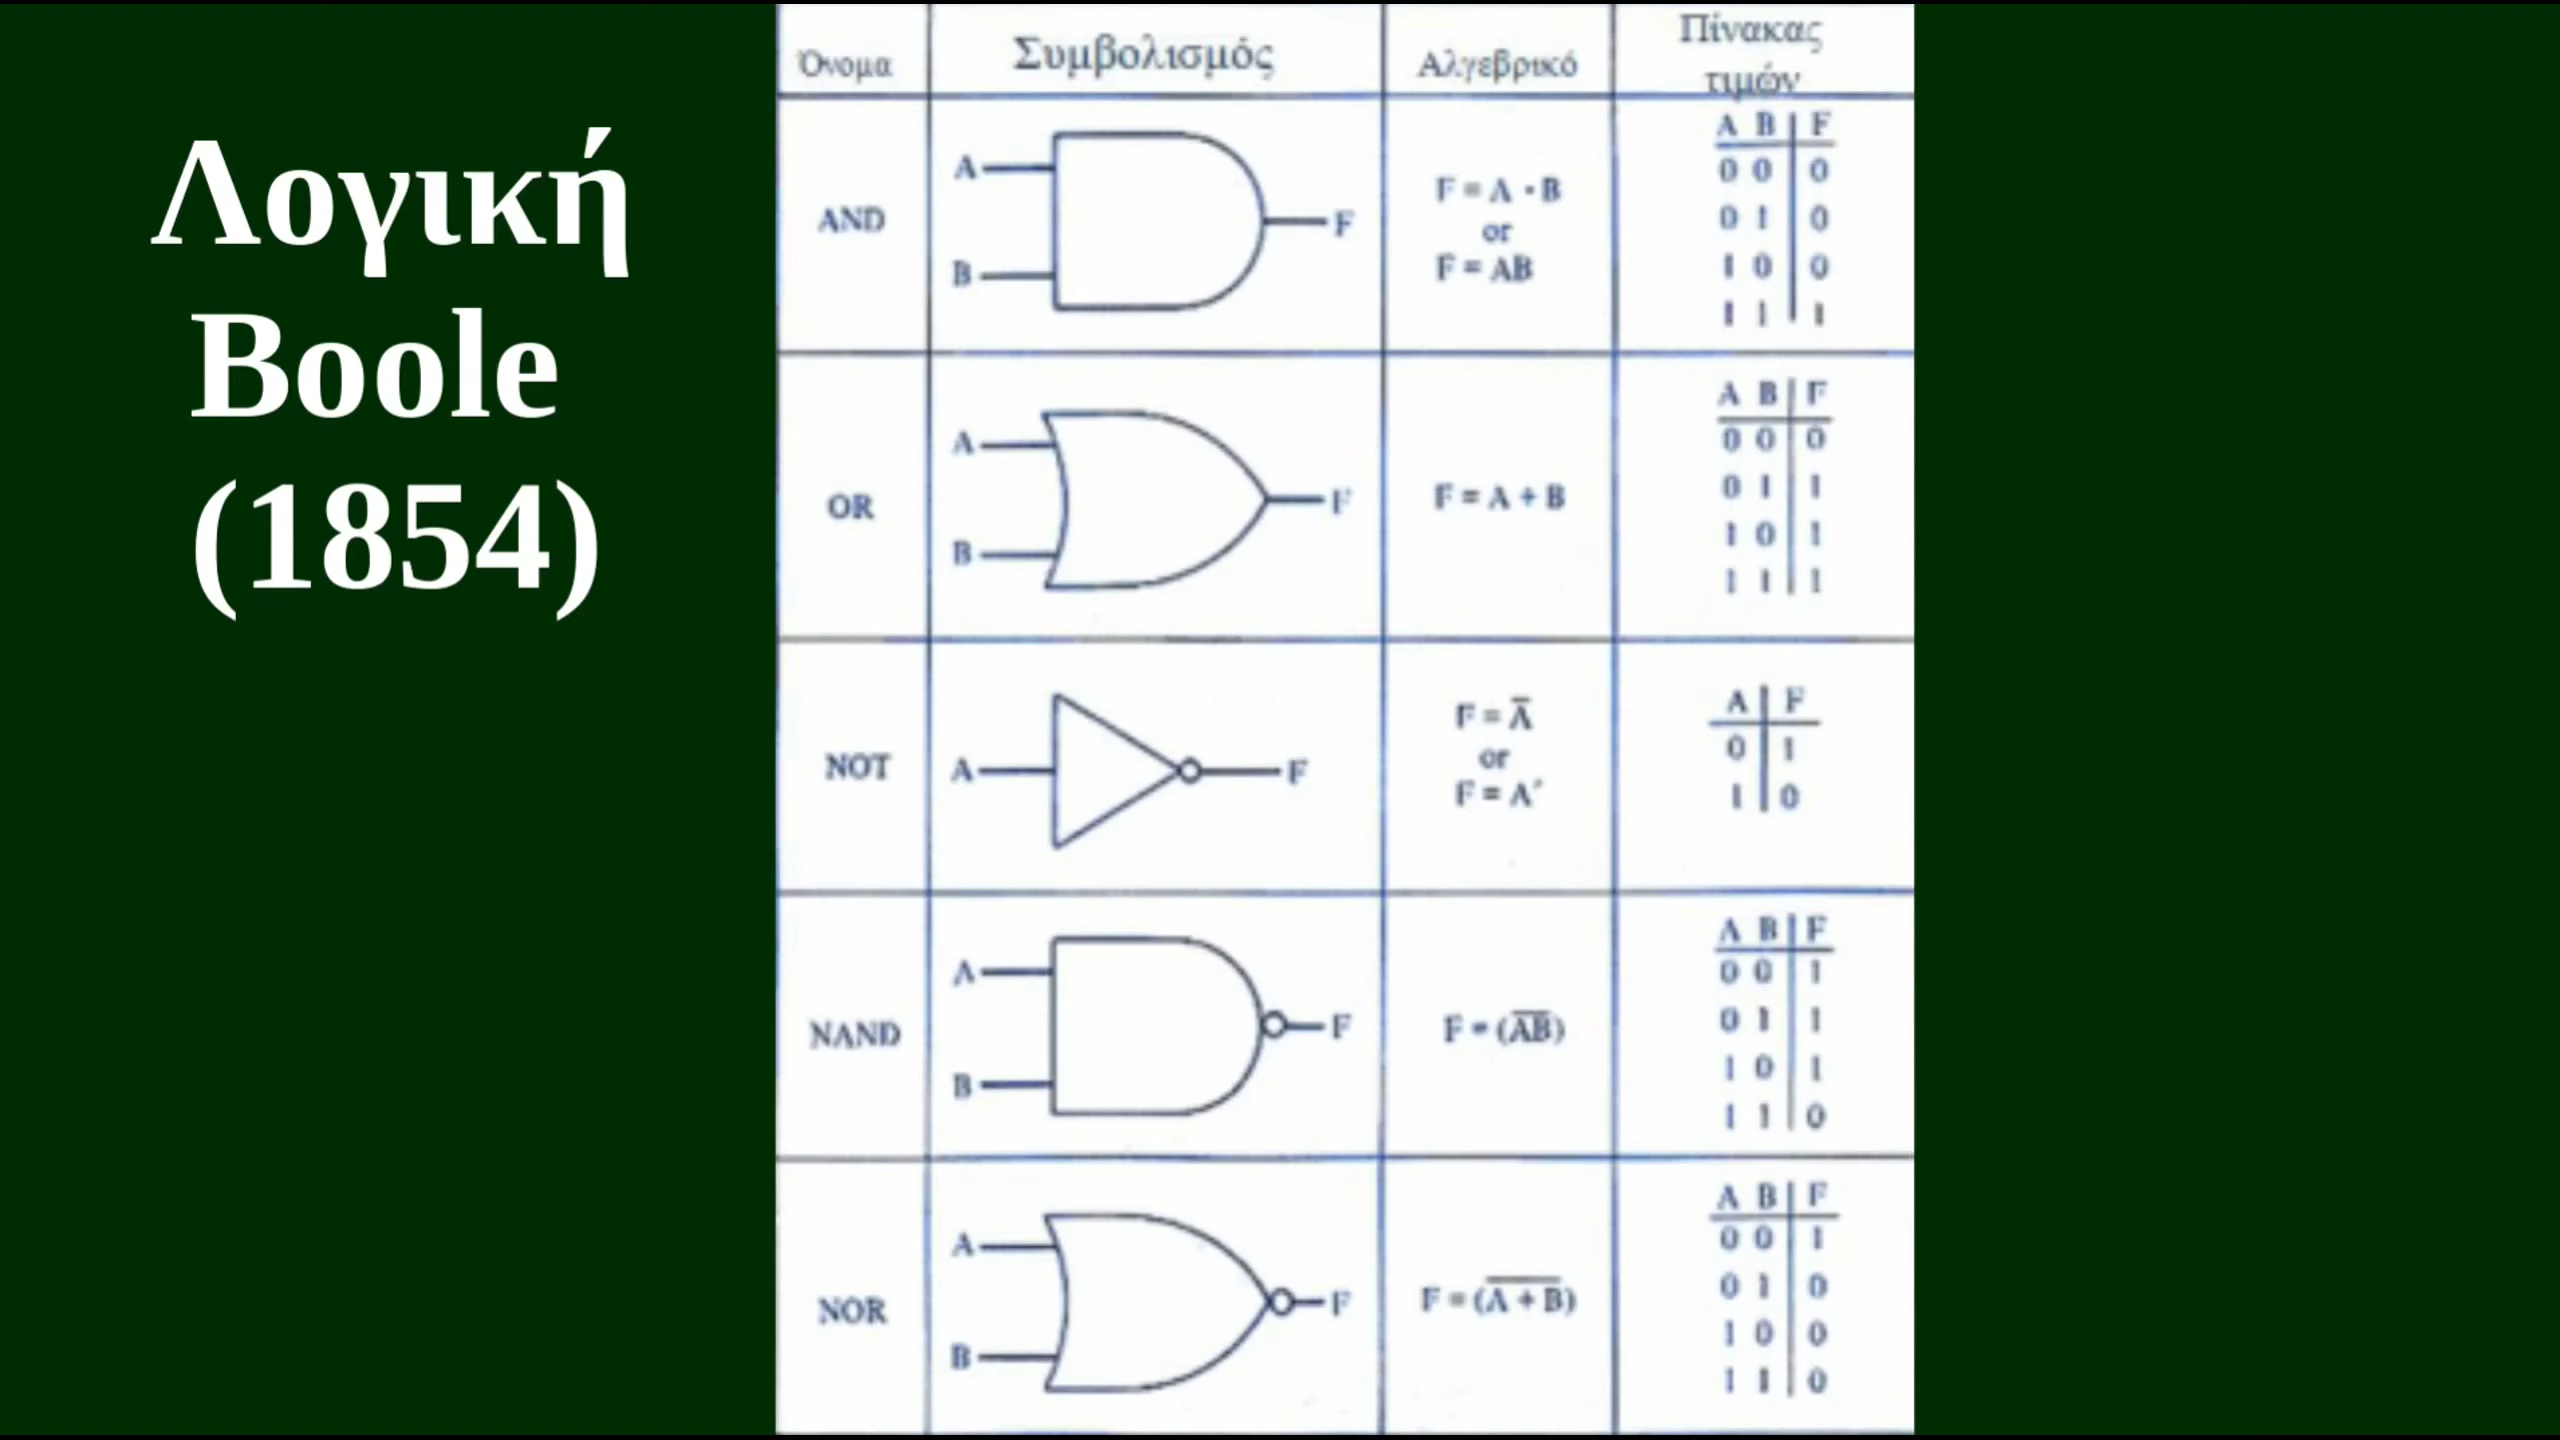 Λογική
Boole
(1854)
Όνομα
Συμβολισμός
Αλγεβρικό
Πίνακας
τιμών
AND
A
B
F
F = A · B
or
F = AB
A B F
0 0 0
0 1 0
1 0 0
1 1 1
OR
A
B
F
F = A + B
A B F
0 0 0
0 1 1
1 0 1
1 1 1
NOT
A
F
F = A̅
or
F = A′
A F
0 1
1 0
NAND
A
B
F
F = (A̅B̅)
A B F
0 0 1
0 1 1
1 0 1
1 1 0
NOR
A
B
F
F = (A̅ ̅+̅ ̅B̅)
A B F
0 0 1
0 1 0
1 0 0
1 1 0